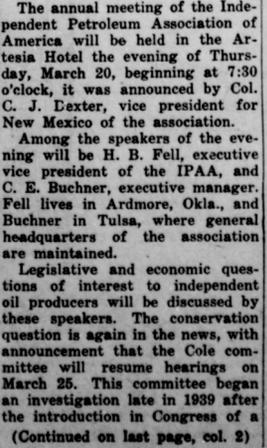 The annual meeting of the Inde-
pendent Petroleum Association of
America will be held in the Ar-
tesia Hotel the evening of Thurs-
day, March 20, beginning at 7:30
o'clock, it was announced by Col.
C. J. Dexter, vice president for
New Mexico of the association.
Among the speakers of the eve-
ning will be H. B. Fell, executive
vice president of the IPAA, and
C. E. Buchner, executive manager.
Fell lives in Ardmore, Okla., and
Buchner in Tulsa, where general
headquarters of the association
are maintained.
Legislative and economic ques-
tions of interest to independent
oil producers will be discussed by
these speakers. The conservation
question is again in the news, with
announcement that the Cole com-
mittee will resume hearings on
March 25. This committee began
an investigation late in 1939 after
the introduction in Congress of a
(Continued on last page, col. 2)